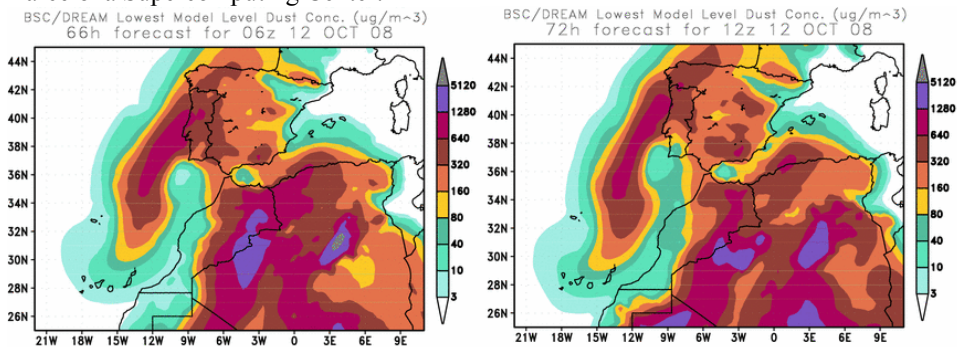 BSC/DREAM Lowest Model Level Dust Conc. (ug/m^3)
66h forecast for 06z 12 OCT 08
44N
42N
40N
38N
36N
34N
32N
30N
28N
26N
21W 18W 15W 12W 9W 6W 3W 0 3E 6E 9E
5120
1280
640
320
160
80
40
10
3
BSC/DREAM Lowest Model Level Dust Conc. (ug/m^3)
72h forecast for 12z 12 OCT 08
44N
42N
40N
38N
36N
34N
32N
30N
28N
26N
21W 18W 15W 12W 9W 6W 3W 0 3E 6E 9E
5120
1280
640
320
160
80
40
10
3